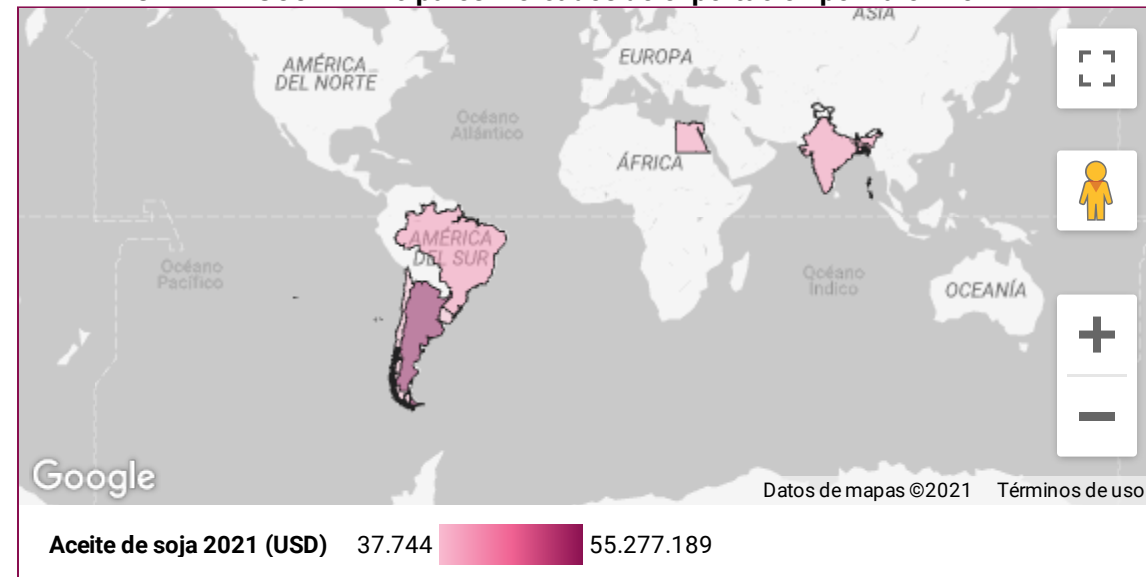 ASIA
AMÉRICA
DEL NORTE
EUROPA
Océano
Atlántico
ÁFRICA
AMÉRICA
DEL SUR
Océano
Pacífico
Océano
Índico
OCEANÍA
Google
Datos de mapas ©2021 Términos de uso
Aceite de soja 2021 (USD) 37.744 55.277.189